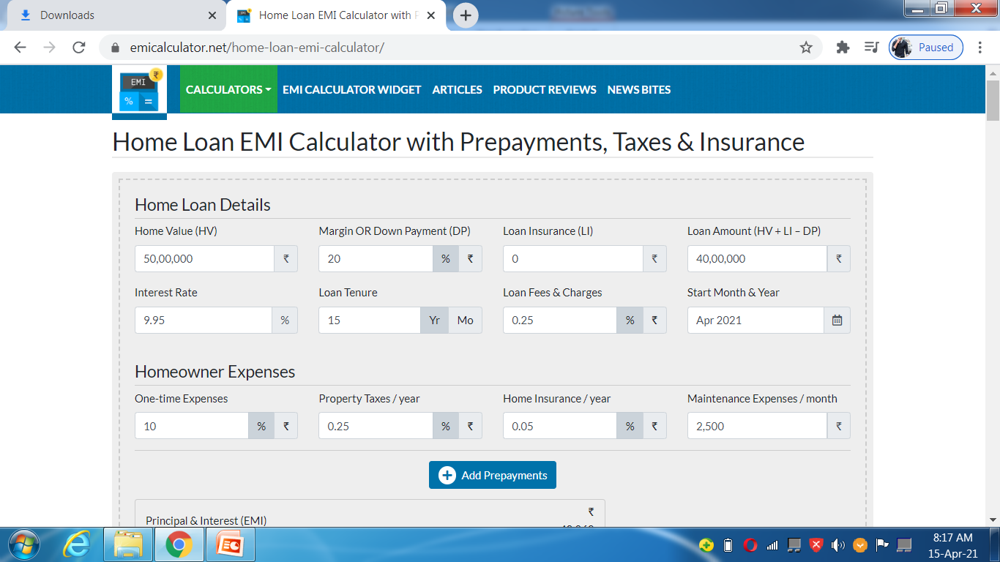 Downloads
Home Loan EMI Calculator with
emicalculator.net/home-loan-emi-calculator/
Paused
EMI
₹
%
=
CALCULATORS EMI CALCULATOR WIDGET ARTICLES PRODUCT REVIEWS NEWS BITES
Home Loan EMI Calculator with Prepayments, Taxes & Insurance
Home Loan Details
Home Value (HV) Margin OR Down Payment (DP) Loan Insurance (LI) Loan Amount (HV + LI – DP)
50,00,000 ₹ 20 % ₹ 0 ₹ 40,00,000 ₹
Interest Rate Loan Tenure Loan Fees & Charges Start Month & Year
9.95 % 15 Yr Mo 0.25 % ₹ Apr 2021
Homeowner Expenses
One-time Expenses Property Taxes / year Home Insurance / year Maintenance Expenses / month
10 % ₹ 0.25 % ₹ 0.05 % ₹ 2,500 ₹
Add Prepayments
₹
Principal & Interest (EMI)
8:17 AM
15-Apr-21